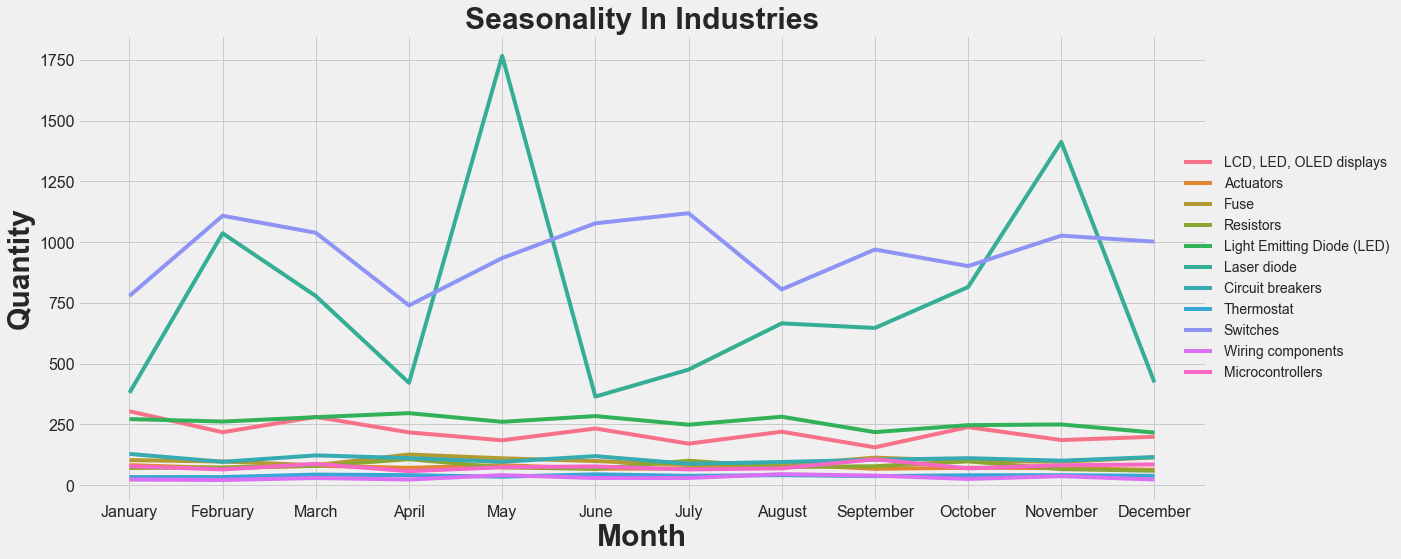 Seasonality In Industries
Quantity
1750
1500
1250
1000
750
500
250
0
January February March April May June July August September October November December
Month
LCD, LED, OLED displays
Actuators
Fuse
Resistors
Light Emitting Diode (LED)
Laser diode
Circuit breakers
Thermostat
Switches
Wiring components
Microcontrollers